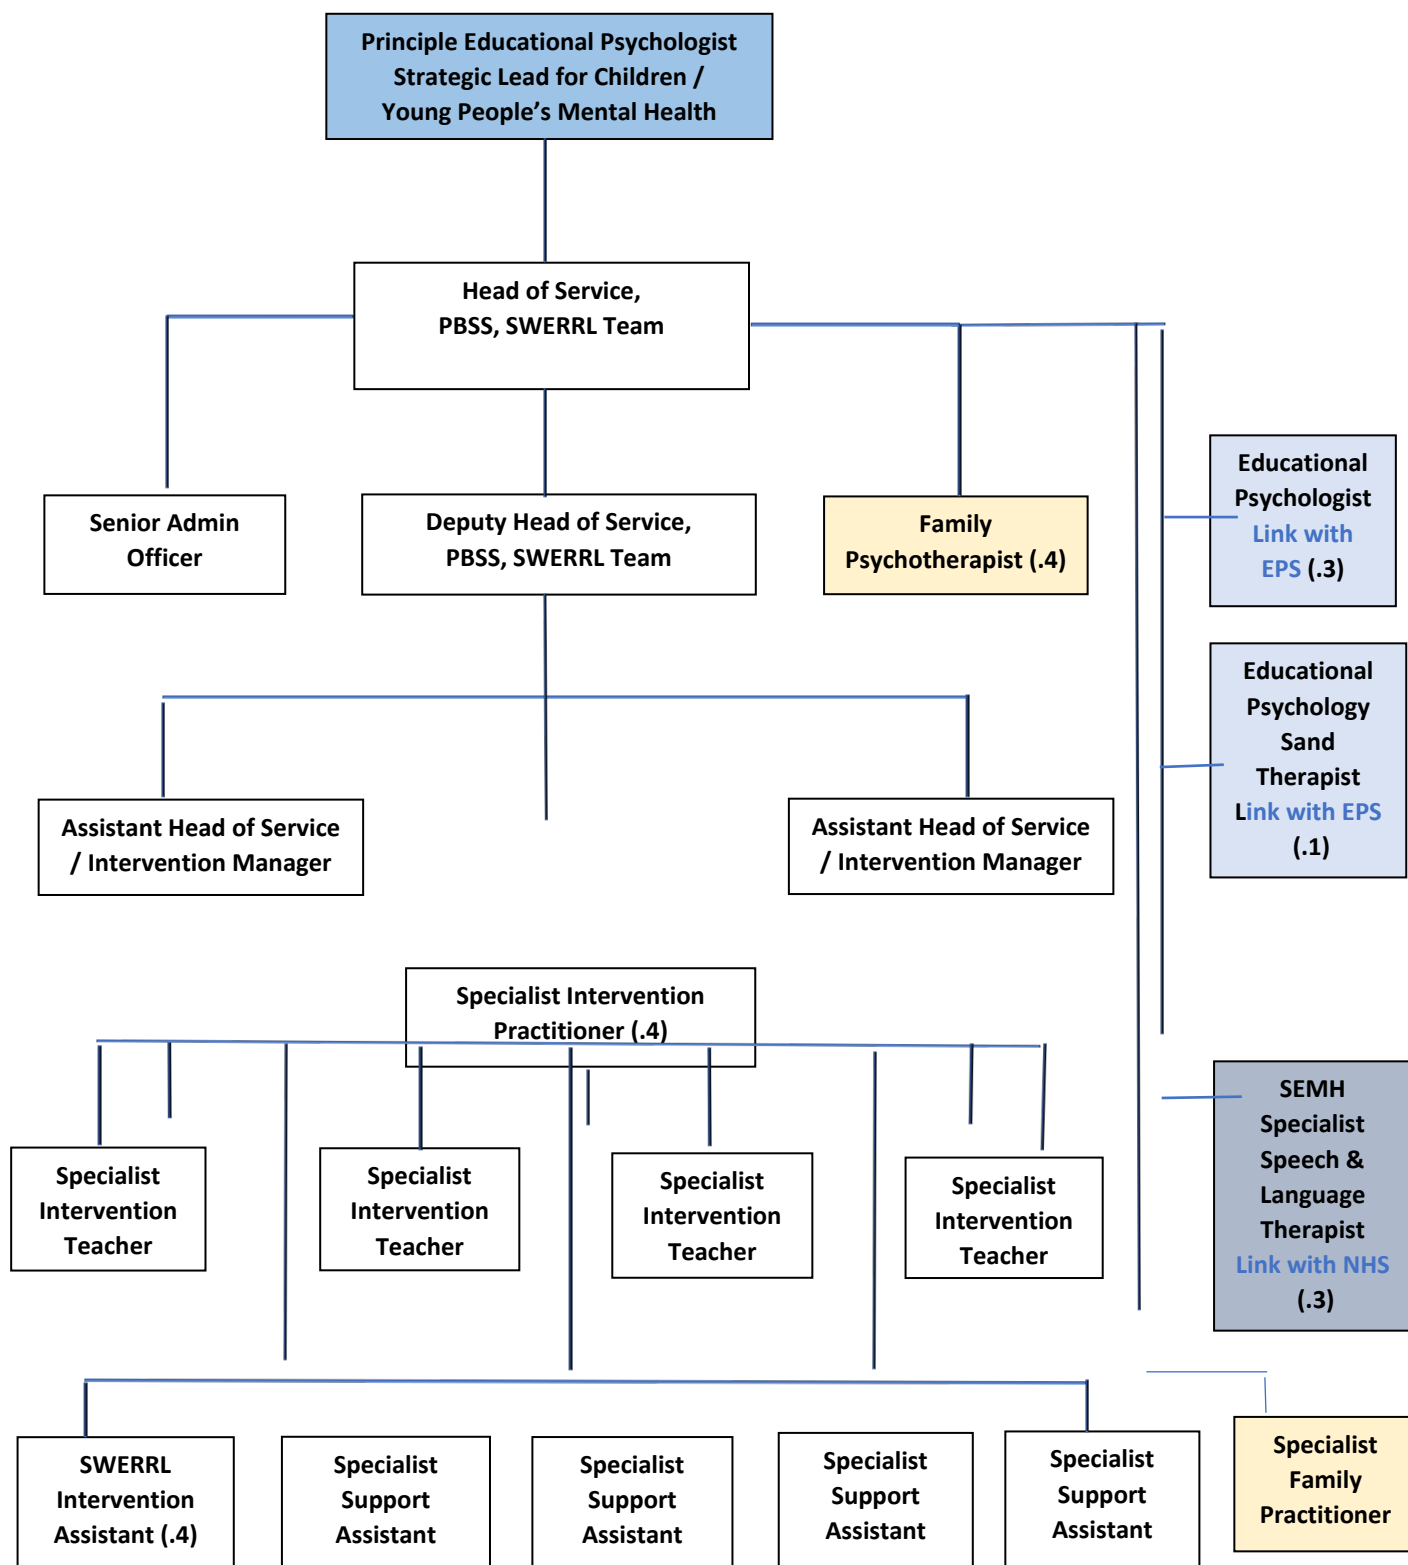 Principle Educational Psychologist
Strategic Lead for Children /
Young People’s Mental Health
Head of Service,
PBSS, SWERRL Team
Senior Admin
Officer
Deputy Head of Service,
PBSS, SWERRL Team
Family
Psychotherapist (.4)
Educational
Psychologist
Link with
EPS (.3)
Educational
Psychology
Sand
Therapist
Link with EPS
(.1)
Assistant Head of Service
/ Intervention Manager
Assistant Head of Service
/ Intervention Manager
Specialist Intervention
Practitioner (.4)
SEMH
Specialist
Speech &
Language
Therapist
Link with NHS
(.3)
Specialist
Intervention
Teacher
Specialist
Intervention
Teacher
Specialist
Intervention
Teacher
Specialist
Intervention
Teacher
SWERRL
Intervention
Assistant (.4)
Specialist
Support
Assistant
Specialist
Support
Assistant
Specialist
Support
Assistant
Specialist
Support
Assistant
Specialist
Family
Practitioner